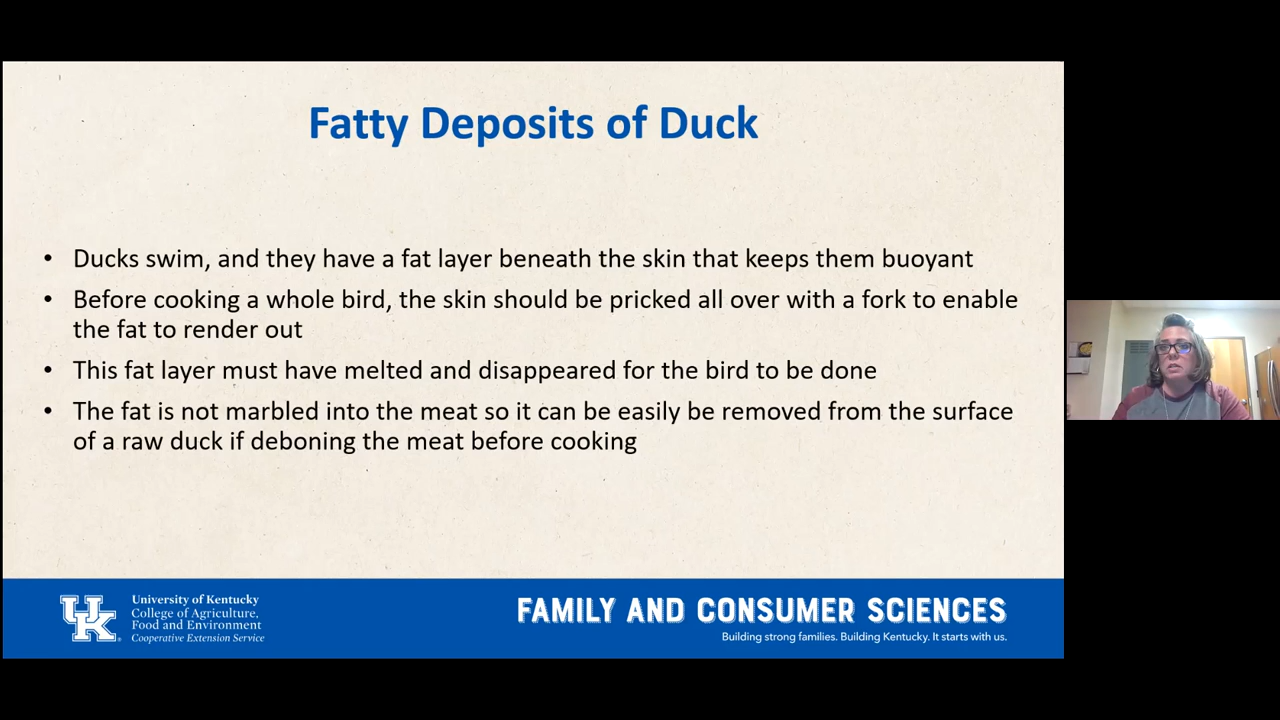 Fatty Deposits of Duck
• Ducks swim, and they have a fat layer beneath the skin that keeps them buoyant
• Before cooking a whole bird, the skin should be pricked all over with a fork to enable
the fat to render out
• This fat layer must have melted and disappeared for the bird to be done
• The fat is not marbled into the meat so it can be easily be removed from the surface
of a raw duck if deboning the meat before cooking
UK
University of Kentucky
College of Agriculture,
Food and Environment
Cooperative Extension Service
FAMILY AND CONSUMER SCIENCES
Building strong families. Building Kentucky. It starts with us.